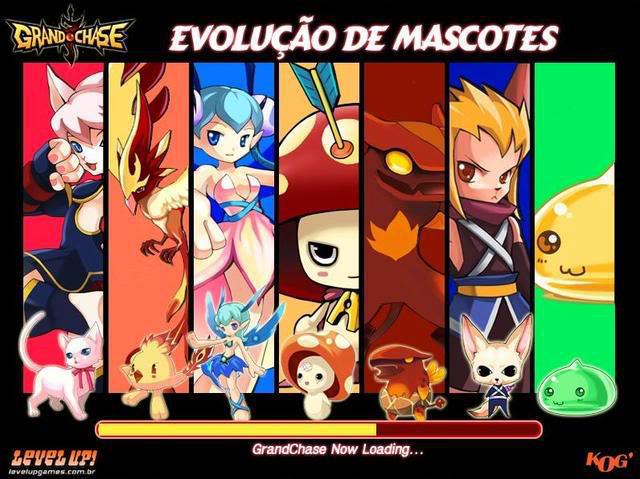 GRAND CHASE
EVOLUÇÃO DE MASCOTES
GrandChase Now Loading...
LEVEL UP!
levelupgames.com.br
KOG'